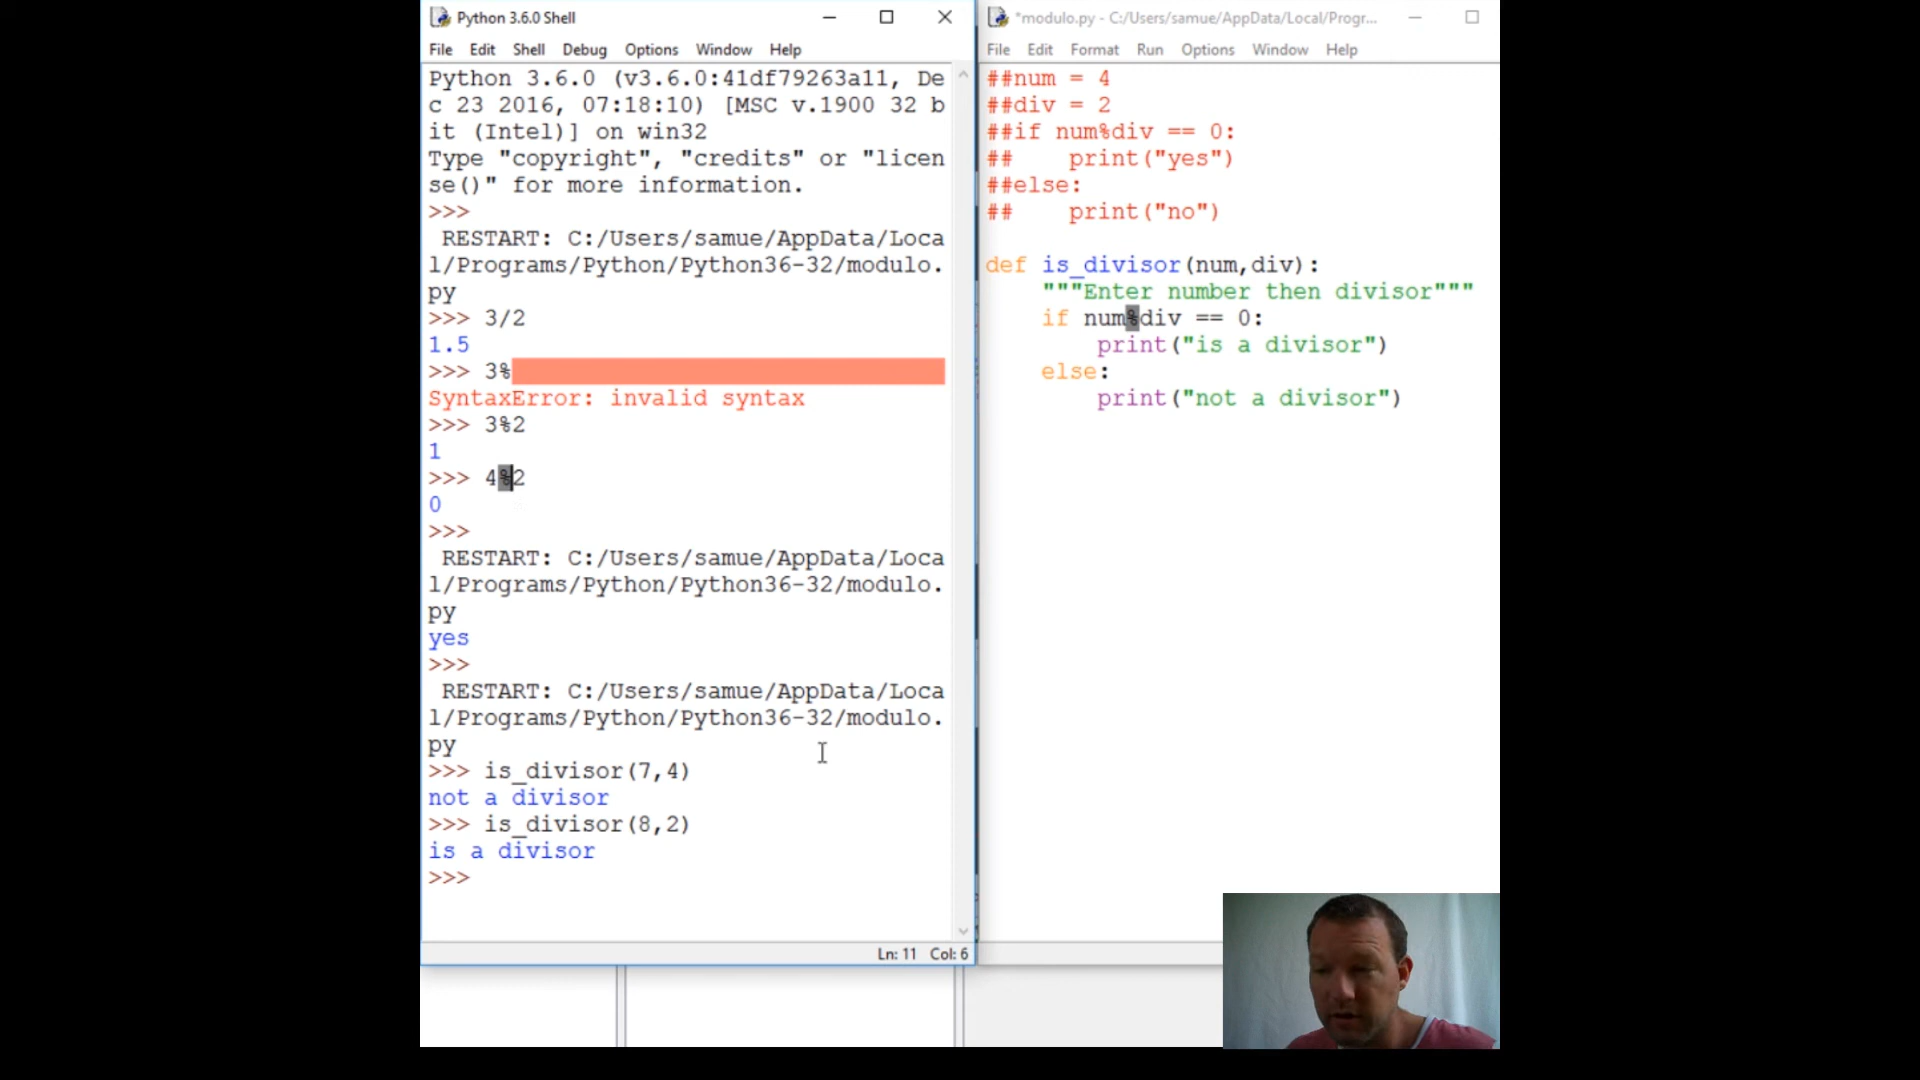 Python 3.6.0 Shell
File Edit Shell Debug Options Window Help
Python 3.6.0 (v3.6.0:41df79263a11, De
c 23 2016, 07:18:10) [MSC v.1900 32 b
it (Intel)] on win32
Type "copyright", "credits" or "licen
se()" for more information.
>>>
RESTART: C:/Users/samue/AppData/Loca
l/Programs/Python/Python36-32/modulo.
py
>>> 3/2
1.5
>>> 3%
SyntaxError: invalid syntax
>>> 3%2
1
>>> 4%2
0
>>>
RESTART: C:/Users/samue/AppData/Loca
l/Programs/Python/Python36-32/modulo.
py
yes
>>>
RESTART: C:/Users/samue/AppData/Loca
l/Programs/Python/Python36-32/modulo.
py
>>> is_divisor(7,4)
not a divisor
>>> is_divisor(8,2)
is a divisor
>>>
Ln: 11 Col: 6
*modulo.py - C:/Users/samue/AppData/Local/Progr...
File Edit Format Run Options Window Help
##num = 4
##div = 2
##if num%div == 0:
##    print("yes")
##else:
##    print("no")
def is_divisor(num,div):
    """Enter number then divisor"""
    if num%div == 0:
        print("is a divisor")
    else:
        print("not a divisor")